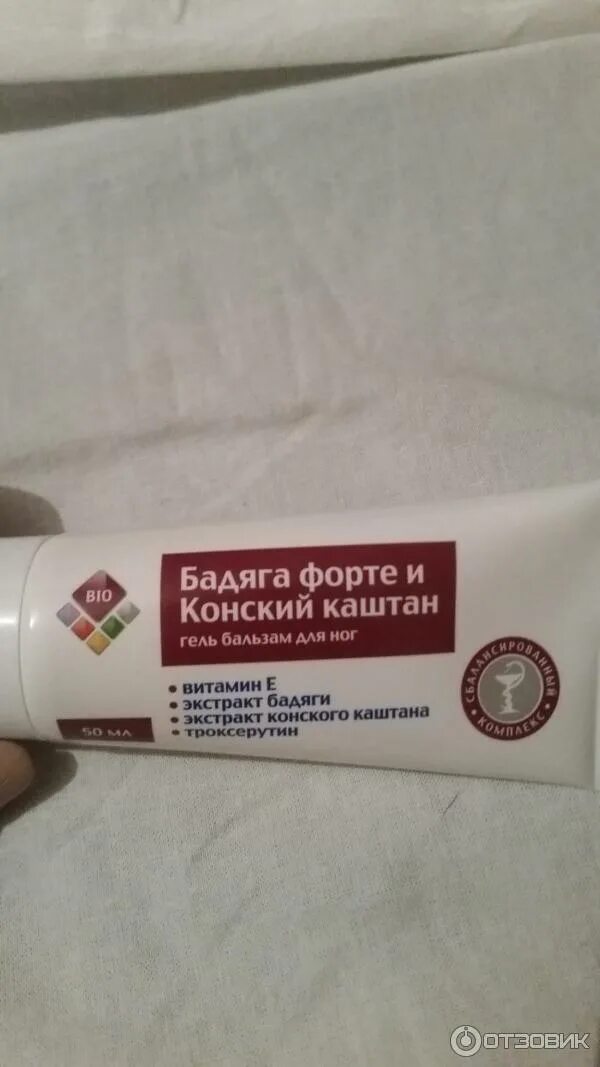 BIO
Бадяга форте и
Конский каштан
гель бальзам для ног
• витамин Е
• экстракт бадяги
• экстракт конского каштана
• троксерутин
50 мл
СБАЛАНСИРОВАННЫЙ
• КОМПЛЕКС •
ОТЗОВИК